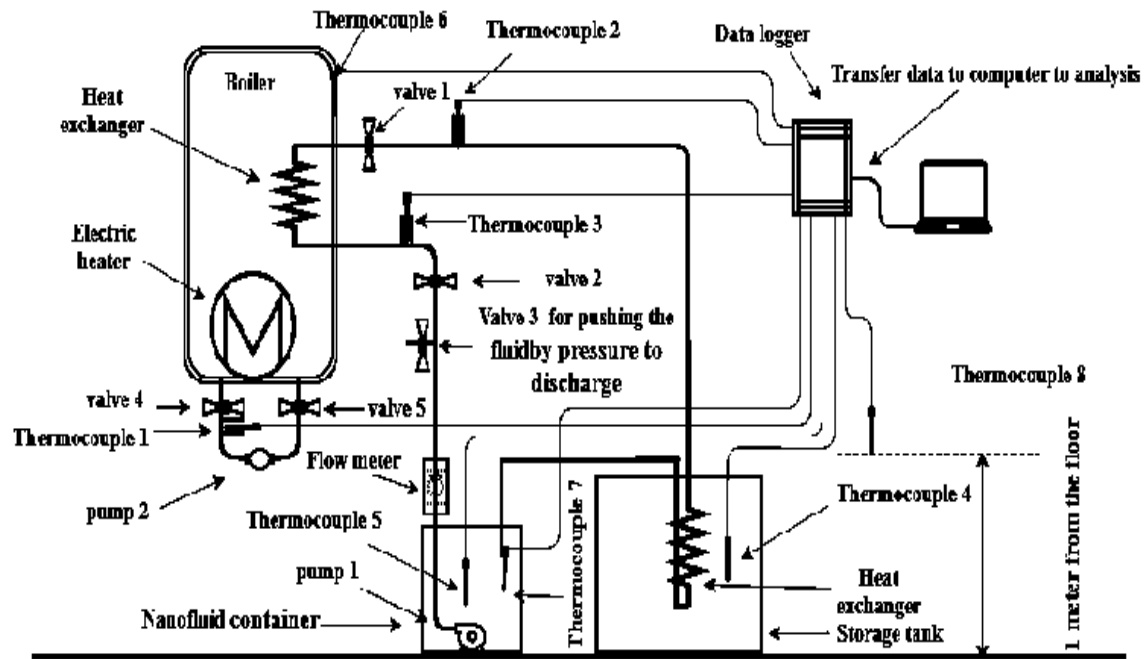 Thermocouple 6
Thermocouple 2
Data logger
Boiler
Transfer data to computer to analysis
valve 1
Heat
exchanger
Thermocouple 3
Electric
heater
valve 2
Valve 3 for pushing the
fluidby pressure to
discharge
Thermocouple 8
valve 4
valve 5
Thermocouple 1
Flow meter
pump 2
Thermocouple 5
Thermocouple 7
Thermocouple 4
1 meter from the floor
pump 1
Nanofluid container
Heat
exchanger
Storage tank